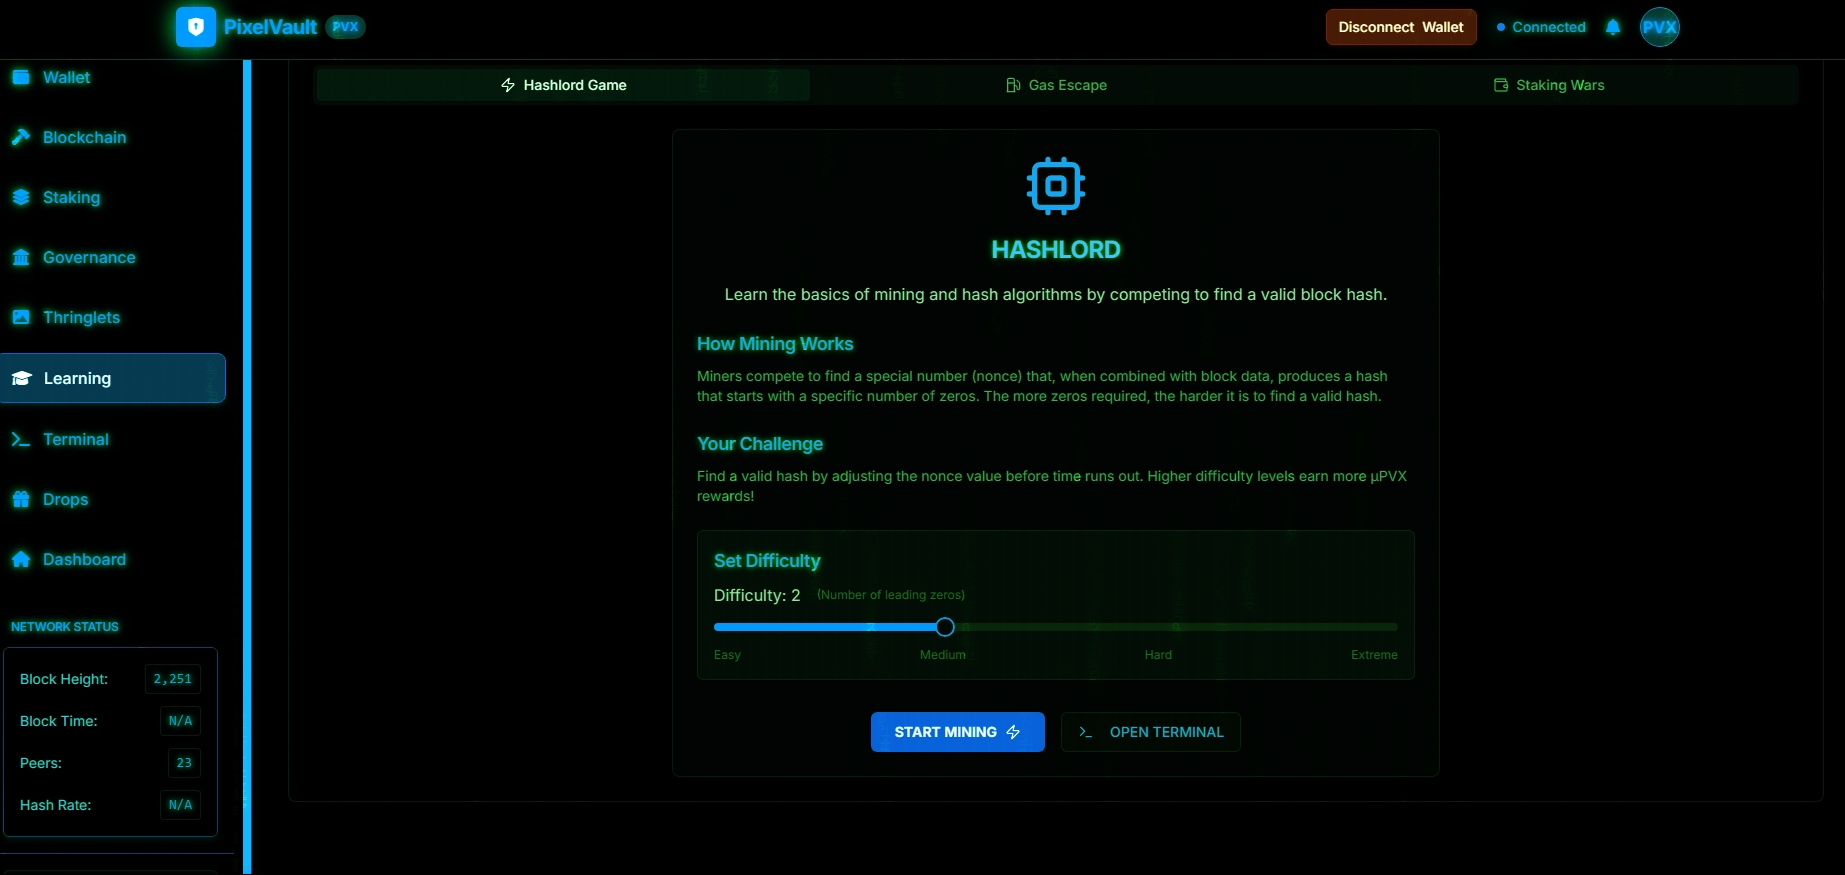 PixelVault PVX
Disconnect Wallet
Connected
PVX
Wallet
Blockchain
Staking
Governance
Thringlets
Learning
Terminal
Drops
Dashboard
NETWORK STATUS
Block Height: 2,251
Block Time: N/A
Peers: 23
Hash Rate: N/A
Hashlord Game
Gas Escape
Staking Wars
HASHLORD
Learn the basics of mining and hash algorithms by competing to find a valid block hash.
How Mining Works
Miners compete to find a special number (nonce) that, when combined with block data, produces a hash
that starts with a specific number of zeros. The more zeros required, the harder it is to find a valid hash.
Your Challenge
Find a valid hash by adjusting the nonce value before time runs out. Higher difficulty levels earn more μPVX
rewards!
Set Difficulty
Difficulty: 2 (Number of leading zeros)
Easy Medium Hard Extreme
START MINING
OPEN TERMINAL